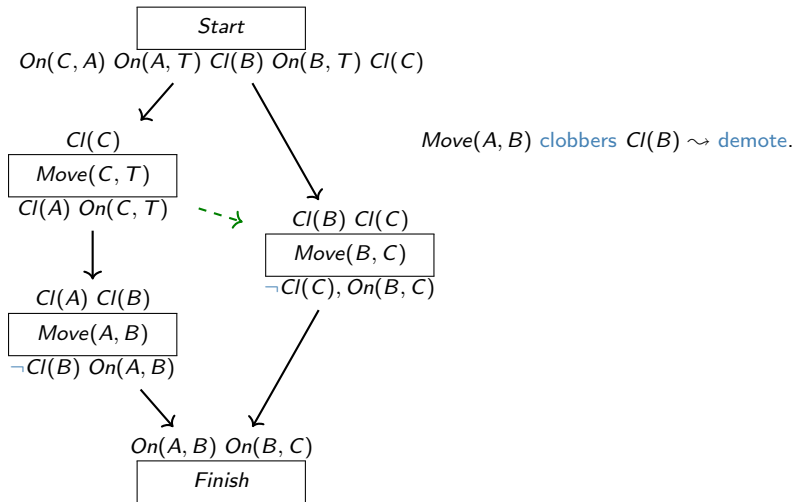 Start
On(C, A) On(A, T) Cl(B) On(B, T) Cl(C)
Cl(C)
Move(A, B) clobbers Cl(B) ⤳ demote.
Move(C, T)
Cl(A) On(C, T)
Cl(B) Cl(C)
Move(B, C)
¬Cl(C), On(B, C)
Cl(A) Cl(B)
Move(A, B)
¬Cl(B) On(A, B)
On(A, B) On(B, C)
Finish